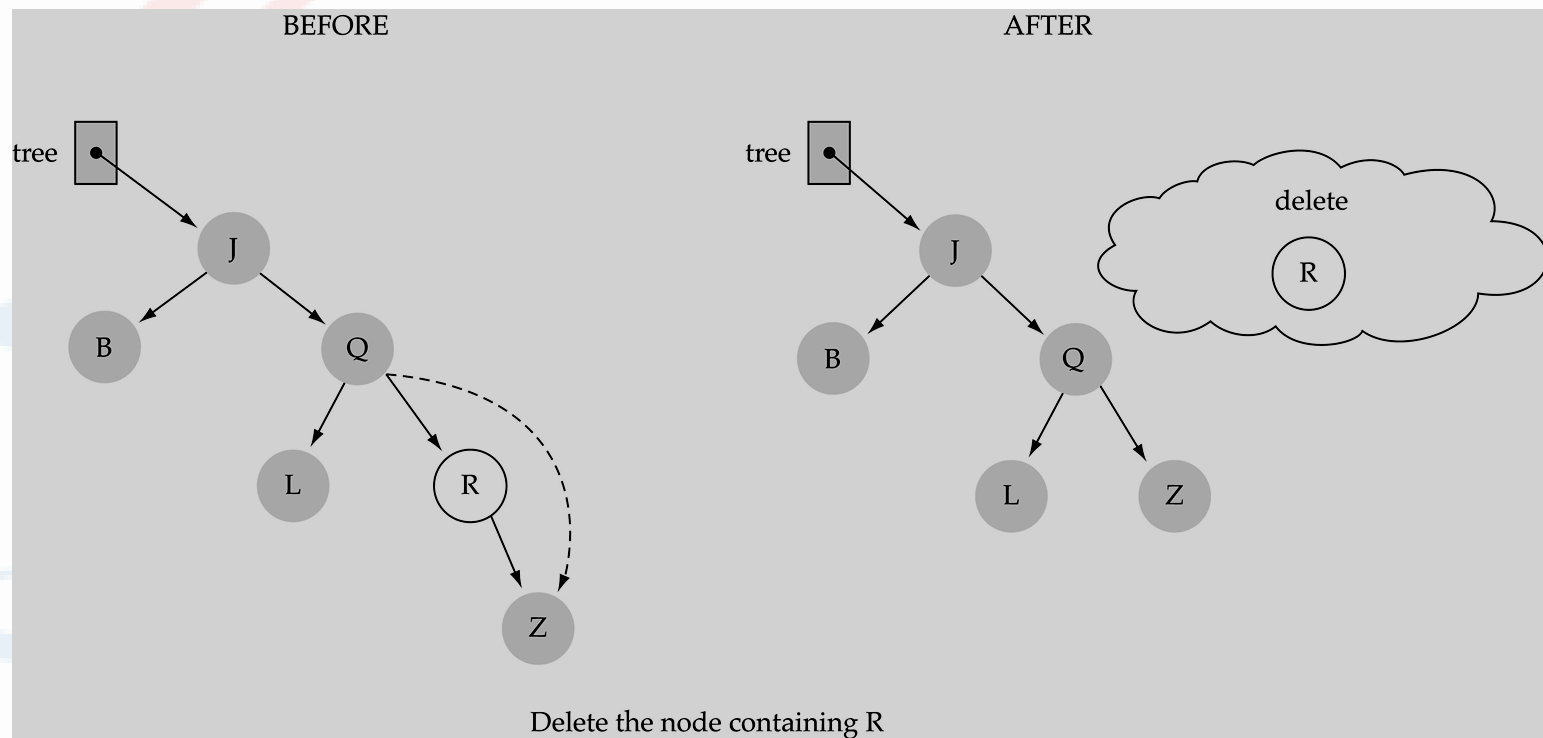 BEFORE
tree
J
B
Q
L
R
Z
AFTER
tree
J
B
Q
L
Z
delete
R
Delete the node containing R